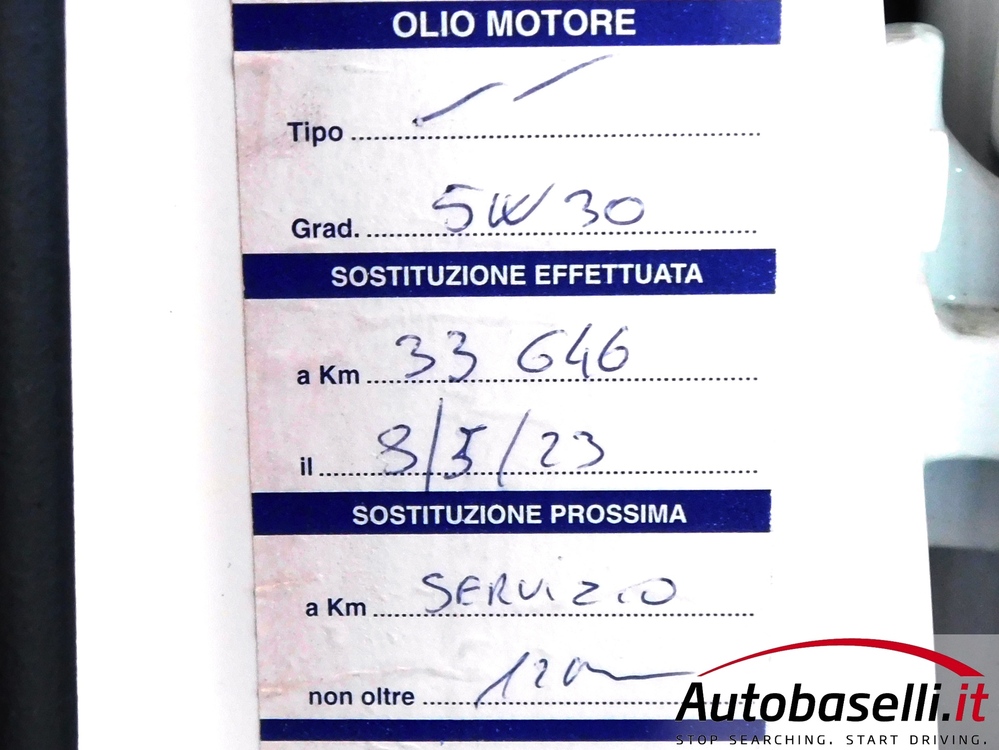 OLIO MOTORE
Tipo
Grad. 5W30
SOSTITUZIONE EFFETTUATA
a Km 33 646
il 8/5/23
SOSTITUZIONE PROSSIMA
a Km SERVIZIO
non oltre
Autobaselli.it
STOP SEARCHING. START DRIVING.